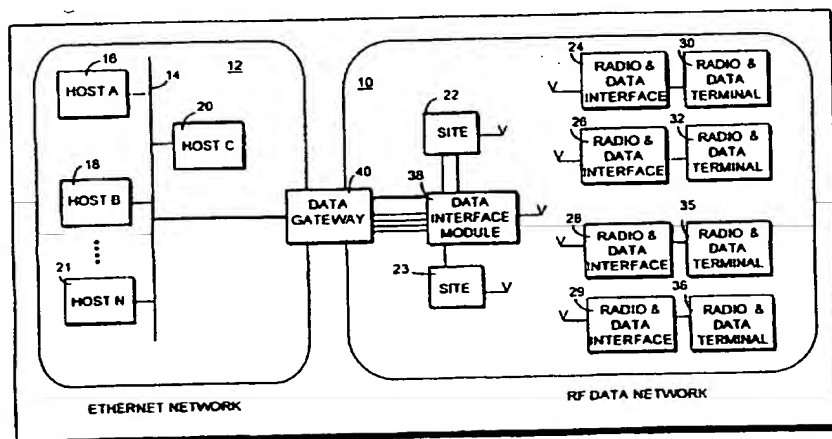 16
HOST A
14
12
20
HOST C
18
HOST B
21
HOST N
ETHERNET NETWORK
40
DATA
GATEWAY
10
22
SITE
38
DATA
INTERFACE
MODULE
23
SITE
24
RADIO &
DATA
INTERFACE
30
RADIO &
DATA
TERMINAL
26
RADIO &
DATA
INTERFACE
32
RADIO &
DATA
TERMINAL
28
RADIO &
DATA
INTERFACE
35
RADIO &
DATA
TERMINAL
29
RADIO &
DATA
INTERFACE
36
RADIO &
DATA
TERMINAL
RF DATA NETWORK